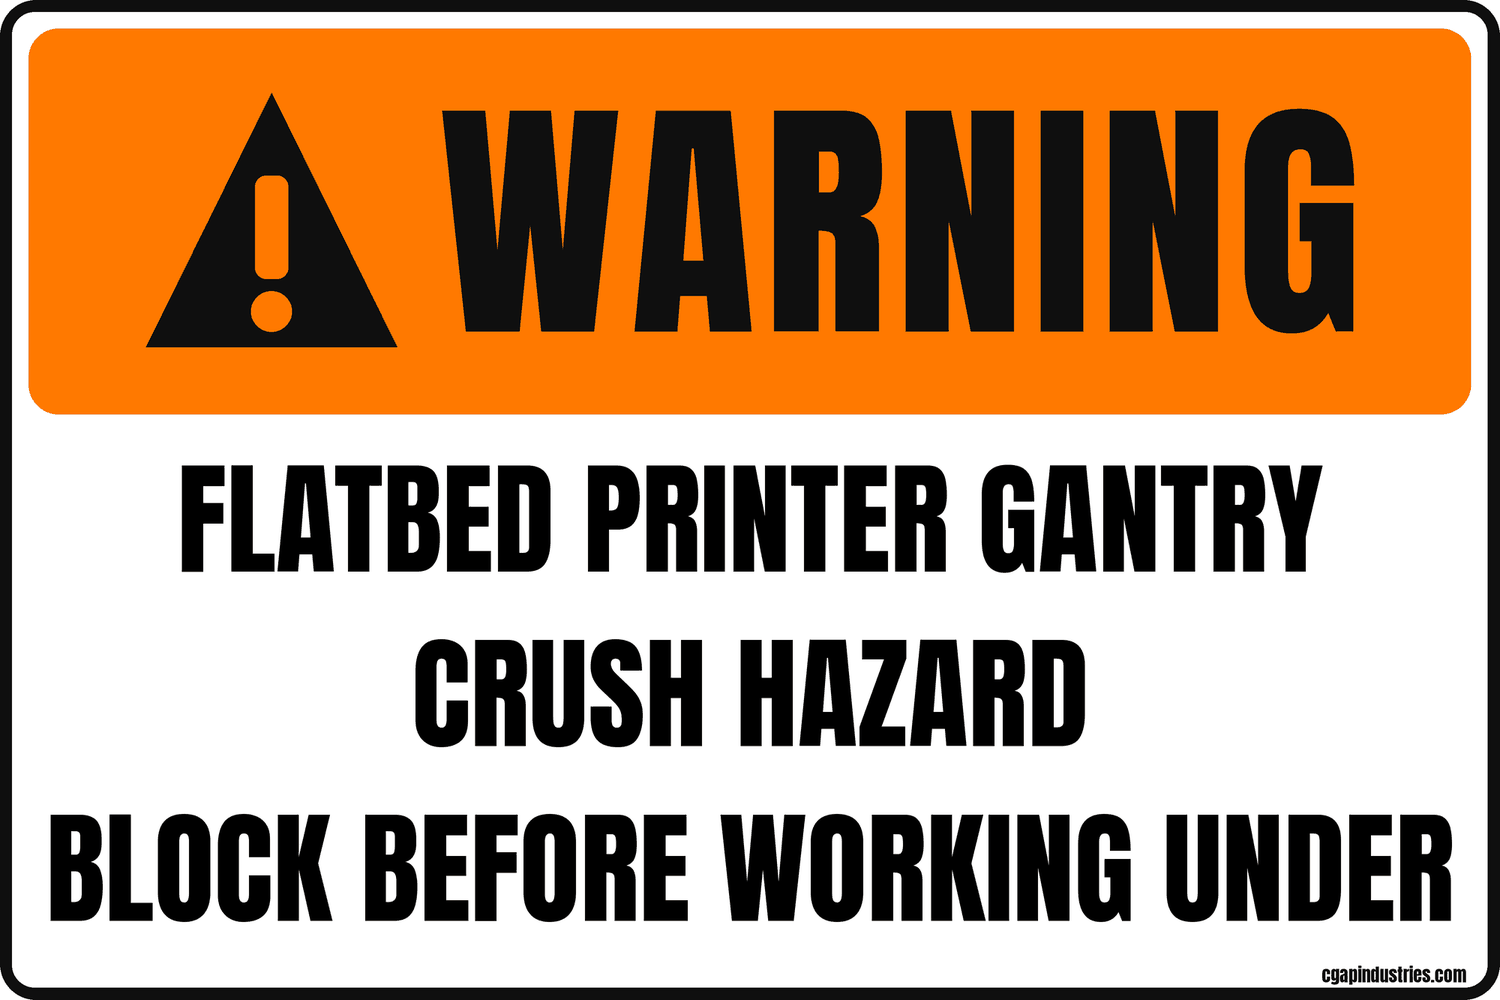 WARNING
FLATBED PRINTER GANTRY
CRUSH HAZARD
BLOCK BEFORE WORKING UNDER
cgapindustries.com